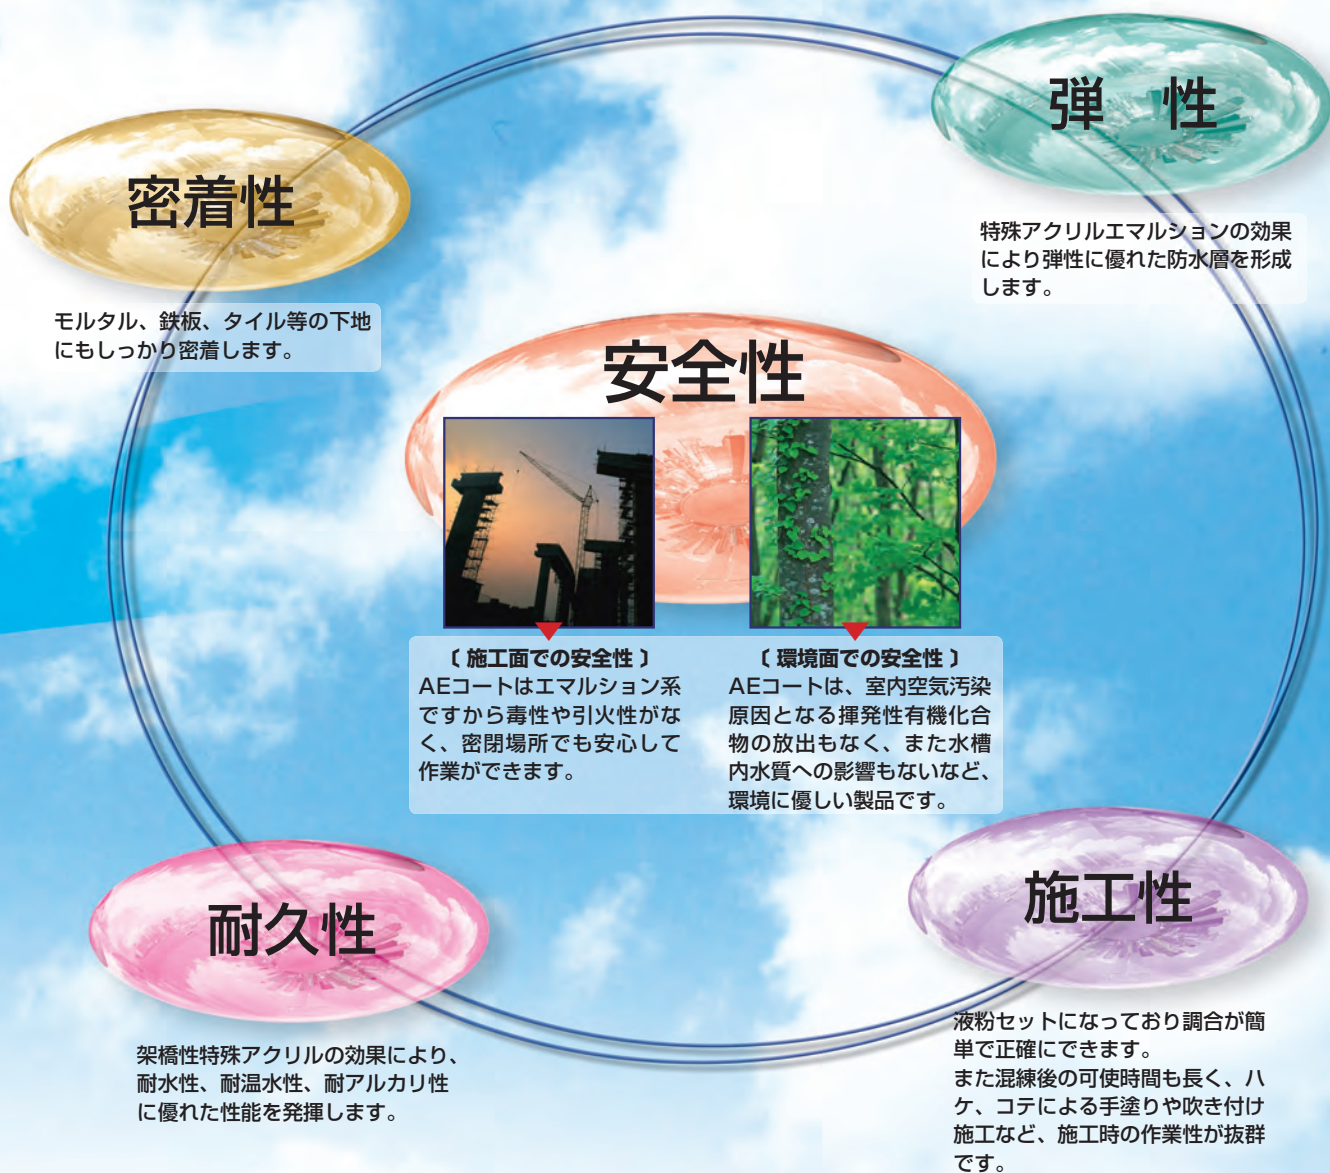 密着性
モルタル、鉄板、タイル等の下地
にもしっかり密着します。
弾 性
特殊アクリルエマルションの効果
により弾性に優れた防水層を形成
します。
安全性
〔 施工面での安全性 〕
AEコートはエマルション系
ですから毒性や引火性がな
く、密閉場所でも安心して
作業ができます。
〔 環境面での安全性 〕
AEコートは、室内空気汚染
原因となる揮発性有機化合
物の放出もなく、また水槽
内水質への影響もないなど、
環境に優しい製品です。
耐久性
架橋性特殊アクリルの効果により、
耐水性、耐温水性、耐アルカリ性
に優れた性能を発揮します。
施工性
液粉セットになっており調合が簡
単で正確にできます。
また混練後の可使時間も長く、ハ
ケ、コテによる手塗りや吹き付け
施工など、施工時の作業性が抜群
です。